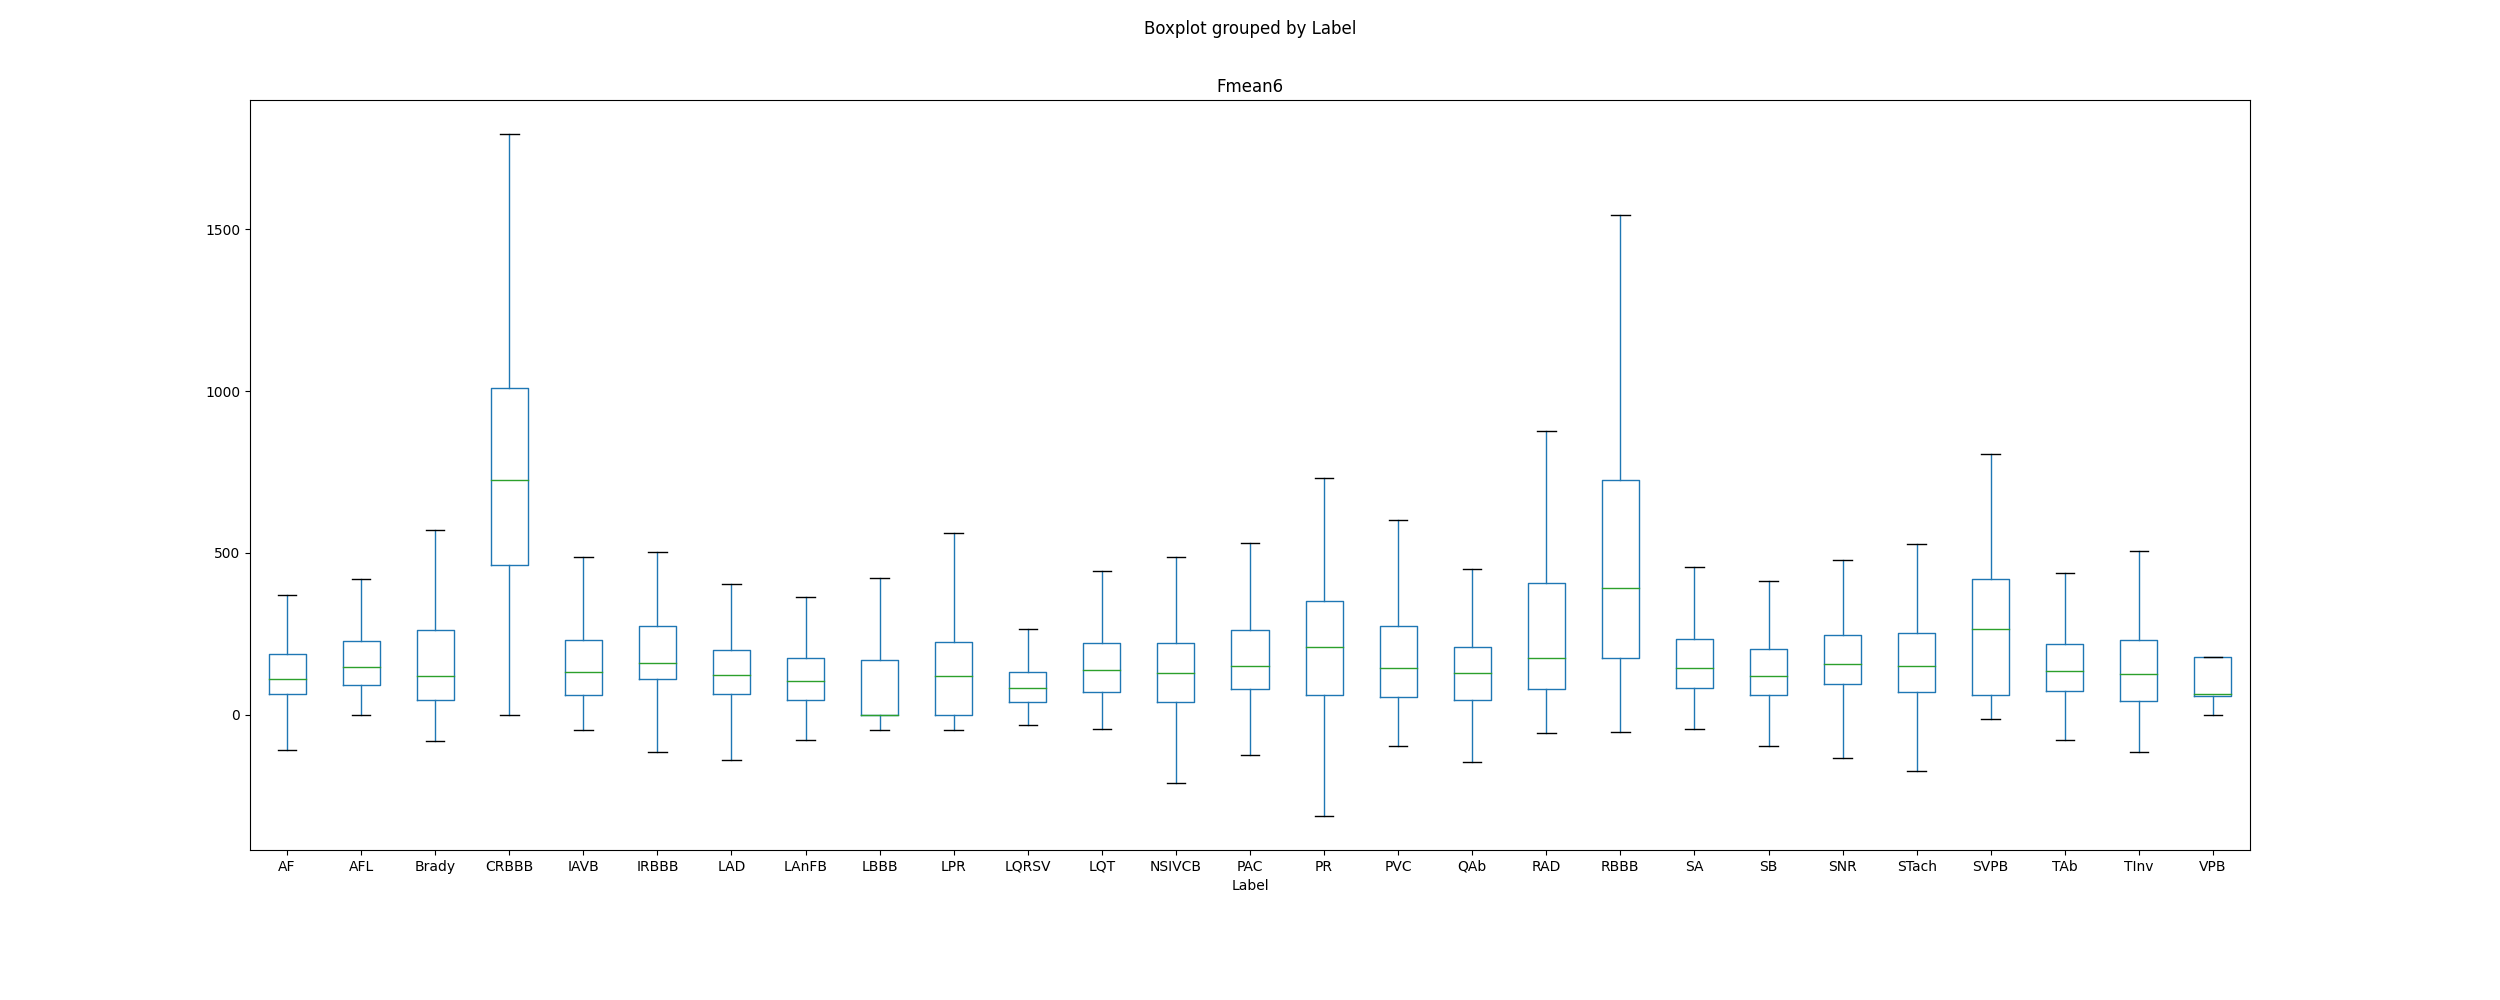 Boxplot grouped by Label
Fmean6
1500
1000
500
0
AF AFL Brady CRBBB IAVB IRBBB LAD LAnFB LBBB LPR LQRSV LQT NSIVCB PAC PR PVC QAb RAD RBBB SA SB SNR STach SVPB TAb TInv VPB
Label